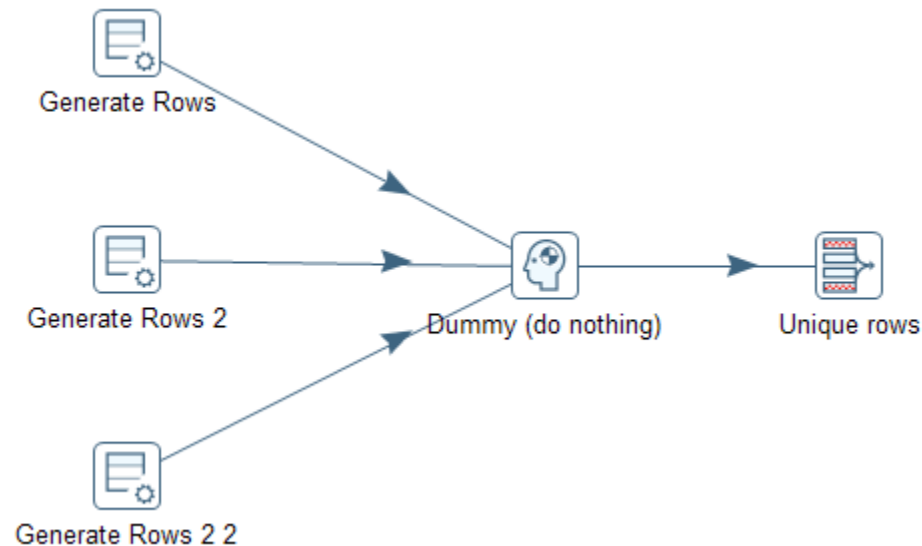 Generate Rows
Generate Rows 2
Dummy (do nothing)
Unique rows
Generate Rows 2 2